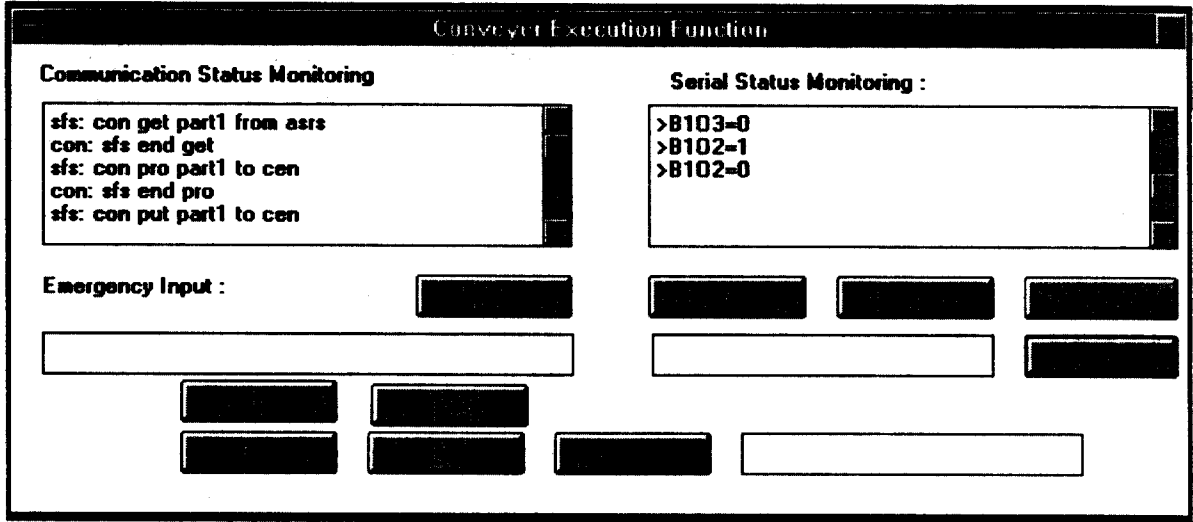 Conveyer Execution Function
Communication Status Monitoring
sfs: con get part1 from asrs
con: sfs end get
sfs: con pro part1 to cen
con: sfs end pro
sfs: con put part1 to cen
Serial Status Monitoring :
>B103=0
>B102=1
>B102=0
Emergency Input :